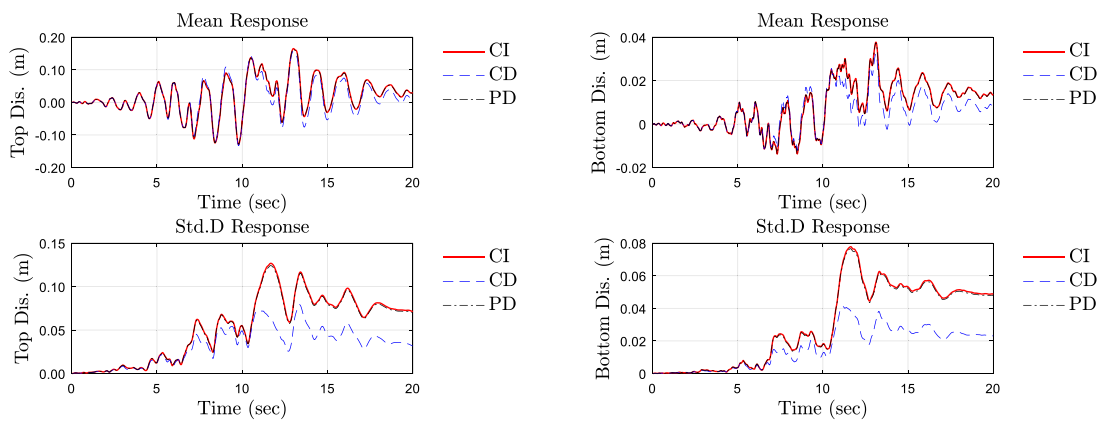 Mean Response
Top Dis. (m)
0.20
0.10
0.00
-0.10
-0.20
0 5 10 15 20
Time (sec)
CI
CD
PD
Mean Response
Bottom Dis. (m)
0.04
0.02
0
-0.02
0 5 10 15 20
Time (sec)
CI
CD
PD
Std.D Response
Top Dis. (m)
0.15
0.10
0.05
0.00
0 5 10 15 20
Time (sec)
CI
CD
PD
Std.D Response
Bottom Dis. (m)
0.08
0.06
0.04
0.02
0
0 5 10 15 20
Time (sec)
CI
CD
PD